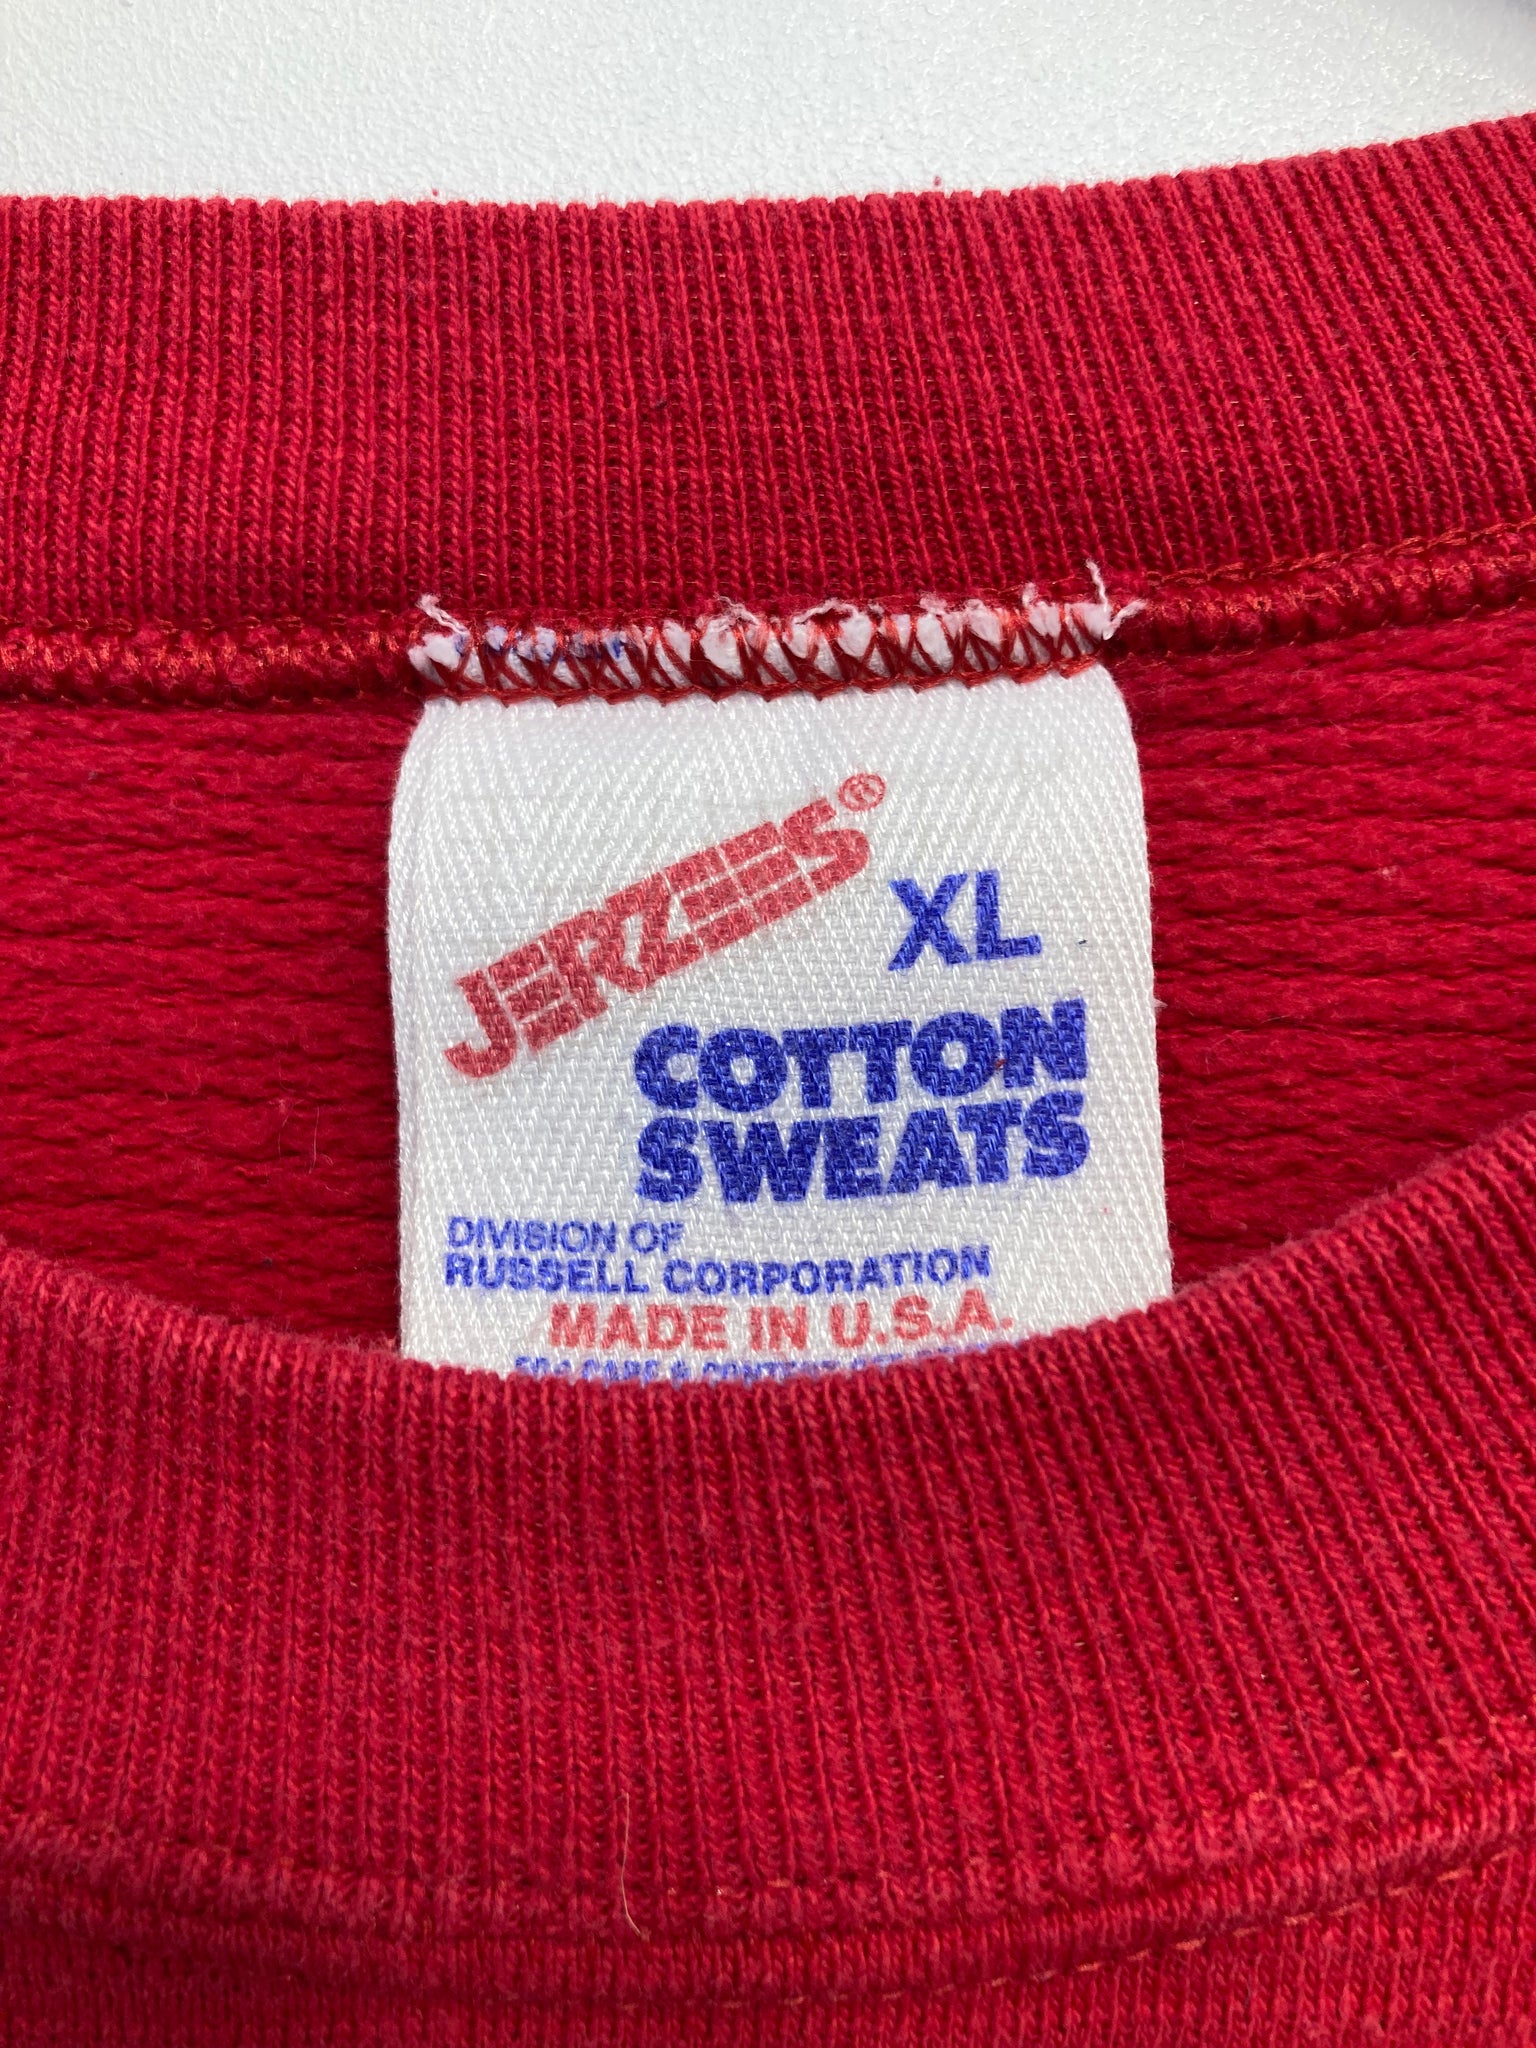 JERZEES®
XL
COTTON
SWEATS
DIVISION OF
RUSSELL CORPORATION
MADE IN U.S.A.